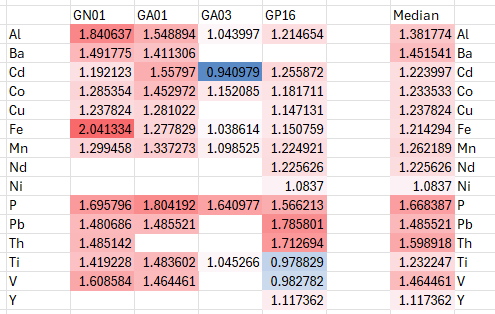 GN01 GA01 GA03 GP16 Median
Al 1.840637 1.548894 1.043997 1.214654 1.381774 Al
Ba 1.491775 1.411306 1.451541 Ba
Cd 1.192123 1.55797 0.940979 1.255872 1.223997 Cd
Co 1.285354 1.452972 1.152085 1.181711 1.233533 Co
Cu 1.237824 1.281022 1.147131 1.237824 Cu
Fe 2.041334 1.277829 1.038614 1.150759 1.214294 Fe
Mn 1.299458 1.337273 1.098525 1.224921 1.262189 Mn
Nd 1.225626 1.225626 Nd
Ni 1.0837 1.0837 Ni
P 1.695796 1.804192 1.640977 1.566213 1.668387 P
Pb 1.480686 1.485521 1.785801 1.485521 Pb
Th 1.485142 1.712694 1.598918 Th
Ti 1.419228 1.483602 1.045266 0.978829 1.232247 Ti
V 1.608584 1.464461 0.982782 1.464461 V
Y 1.117362 1.117362 Y